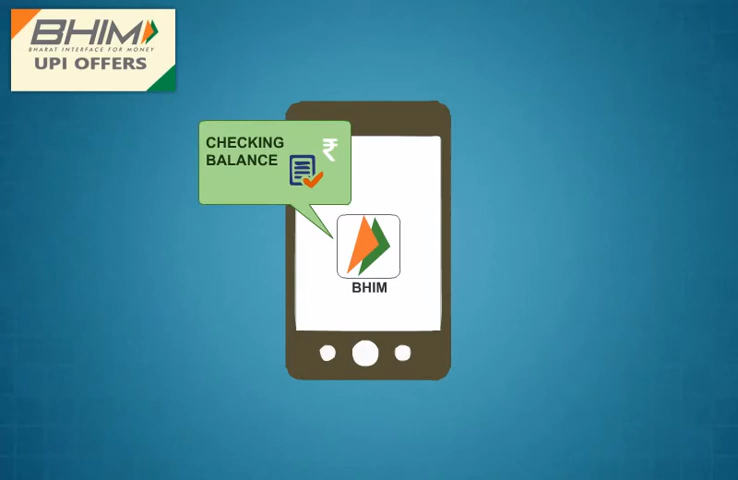 BHIM
BHARAT INTERFACE FOR MONEY
UPI OFFERS
CHECKING
BALANCE
₹
BHIM